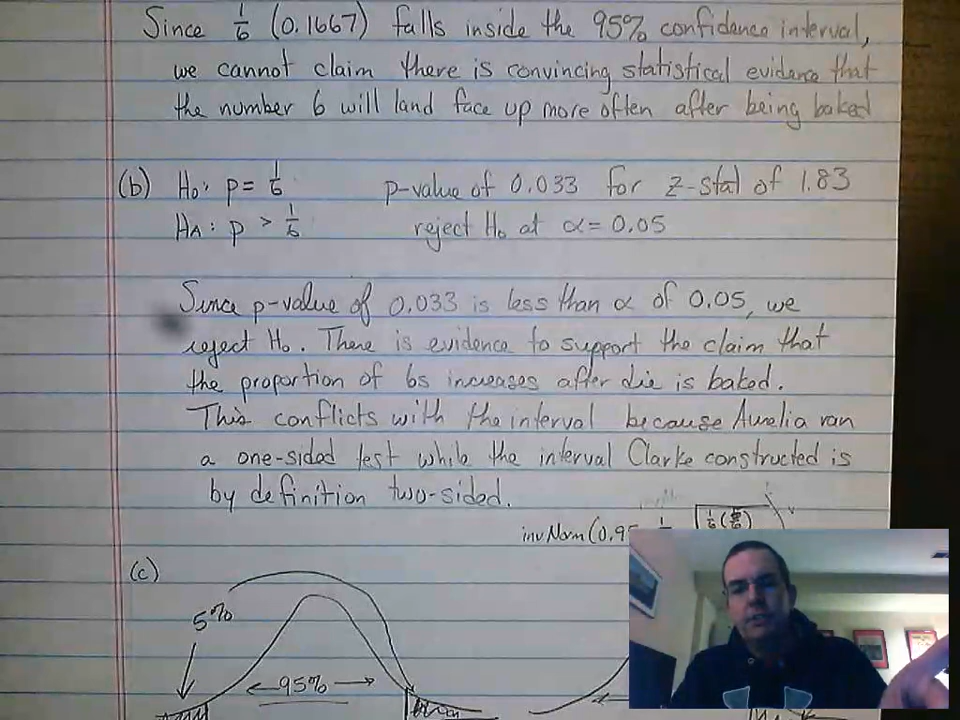 Since 1/6 (0.1667) falls inside the 95% confidence interval,
we cannot claim there is convincing statistical evidence that
the number 6 will land face up more often after being baked
(b) H₀: p = 1/6 p-value of 0.033 for z-stat of 1.83
Hᴀ: p > 1/6 reject H₀ at α = 0.05
Since p-value of 0.033 is less than α of 0.05, we
reject H₀. There is evidence to support the claim that
the proportion of 6s increases after die is baked.
This conflicts with the interval because Aurelia ran
a one-sided test while the interval Clarke constructed is
by definition two-sided.
invNorm(0.95
(c)
5%
← 95% →